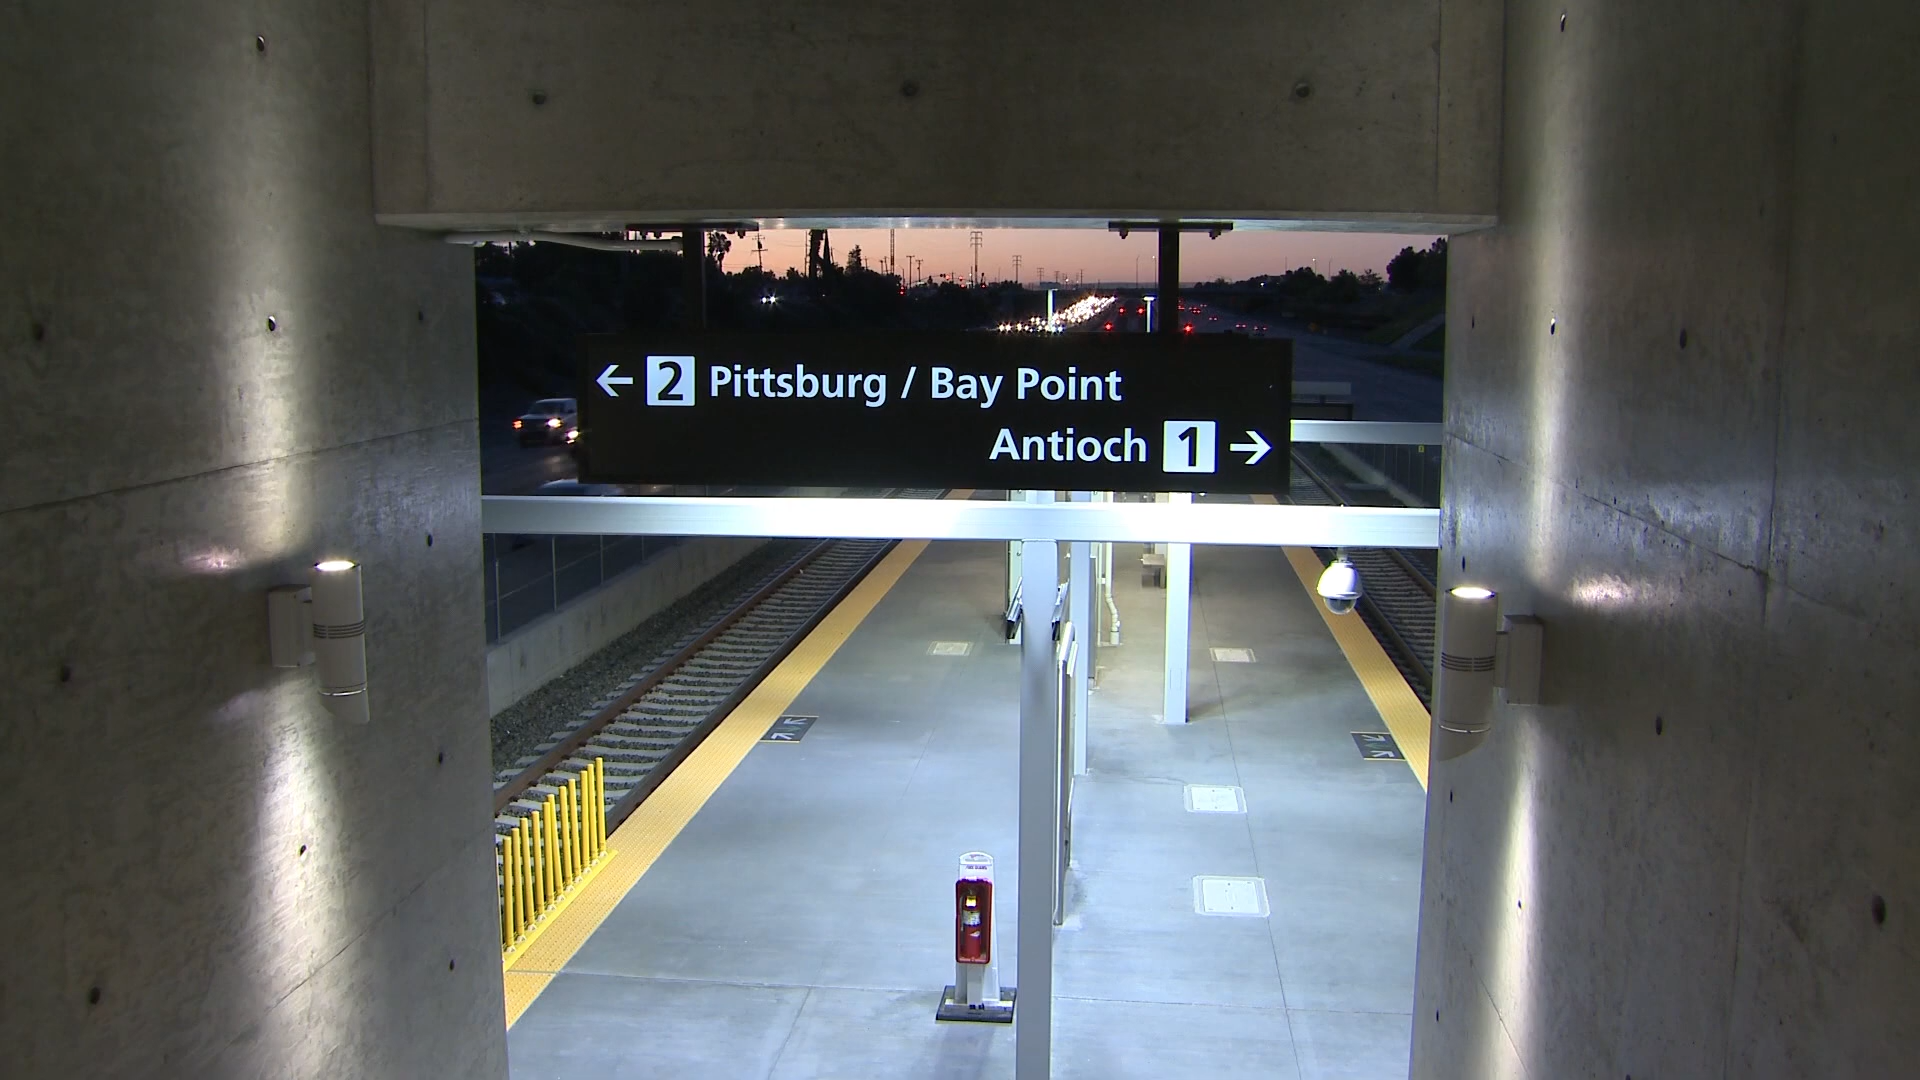 ← 2 Pittsburg / Bay Point
Antioch 1 →